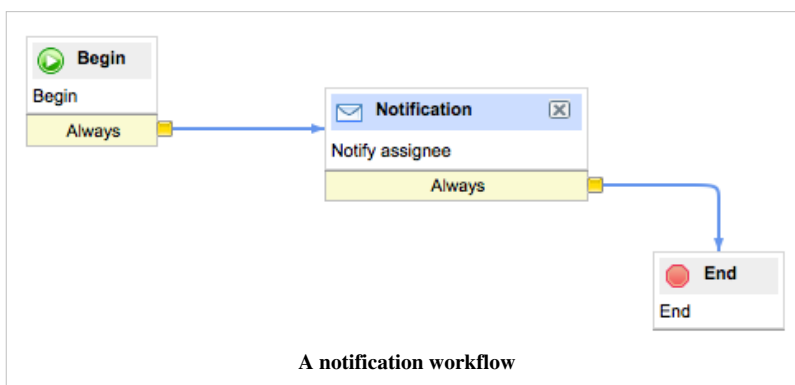 Begin
Begin
Always
Notification
Notify assignee
Always
End
End
A notification workflow